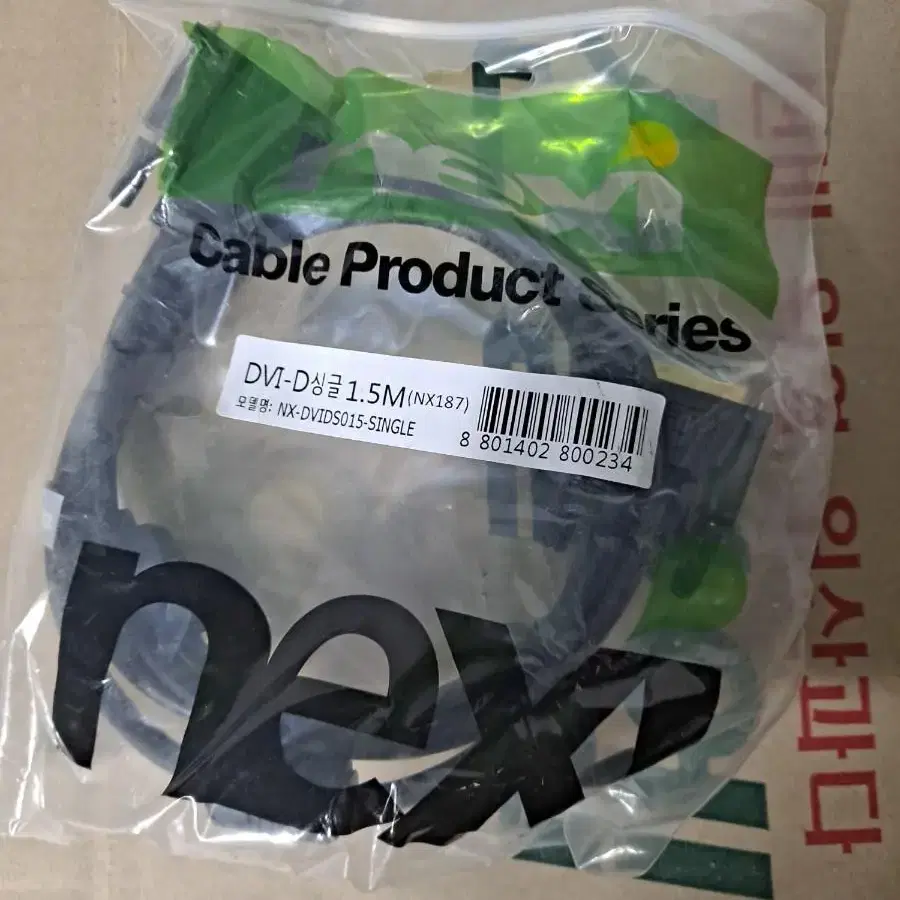 Cable Product Series
DVI-D싱글 1.5M(NX187)
모델명: NX-DVIDS015-SINGLE
8 801402 800234
nex